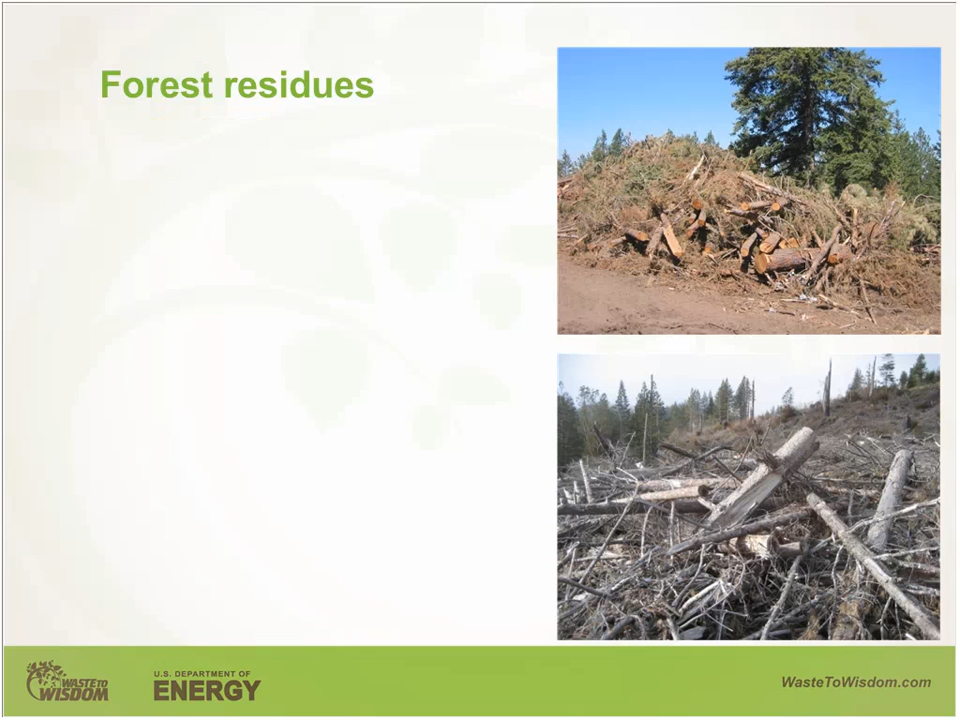 Forest residues
WASTE TO
WISDOM
U.S. DEPARTMENT OF
ENERGY
WasteToWisdom.com